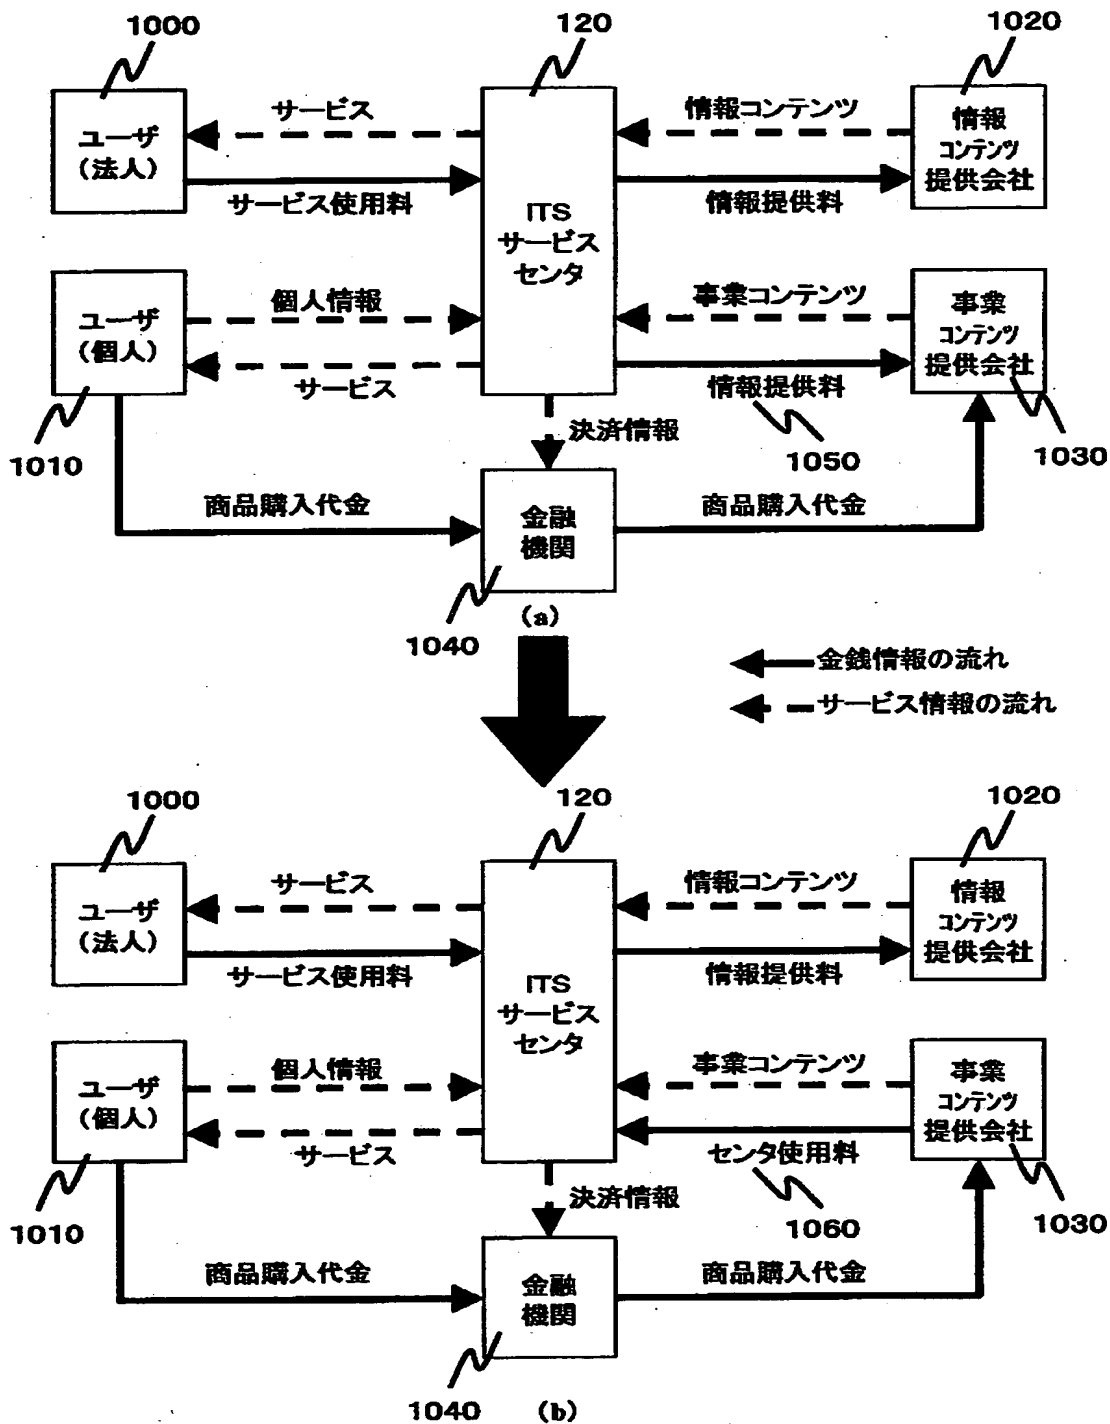 1000
120
1020
ユーザ
(法人)
サービス
サービス使用料
ITS
サービス
センタ
情報コンテンツ
情報提供料
情報
コンテンツ
提供会社
ユーザ
(個人)
個人情報
サービス
事業コンテンツ
情報提供料
事業
コンテンツ
提供会社
1010
決済情報
1050
1030
商品購入代金
金融
機関
商品購入代金
1040
(a)
金銭情報の流れ
サービス情報の流れ
1000
120
1020
ユーザ
(法人)
サービス
サービス使用料
ITS
サービス
センタ
情報コンテンツ
情報提供料
情報
コンテンツ
提供会社
ユーザ
(個人)
個人情報
サービス
事業コンテンツ
センタ使用料
事業
コンテンツ
提供会社
1010
決済情報
1060
1030
商品購入代金
金融
機関
商品購入代金
1040
(b)